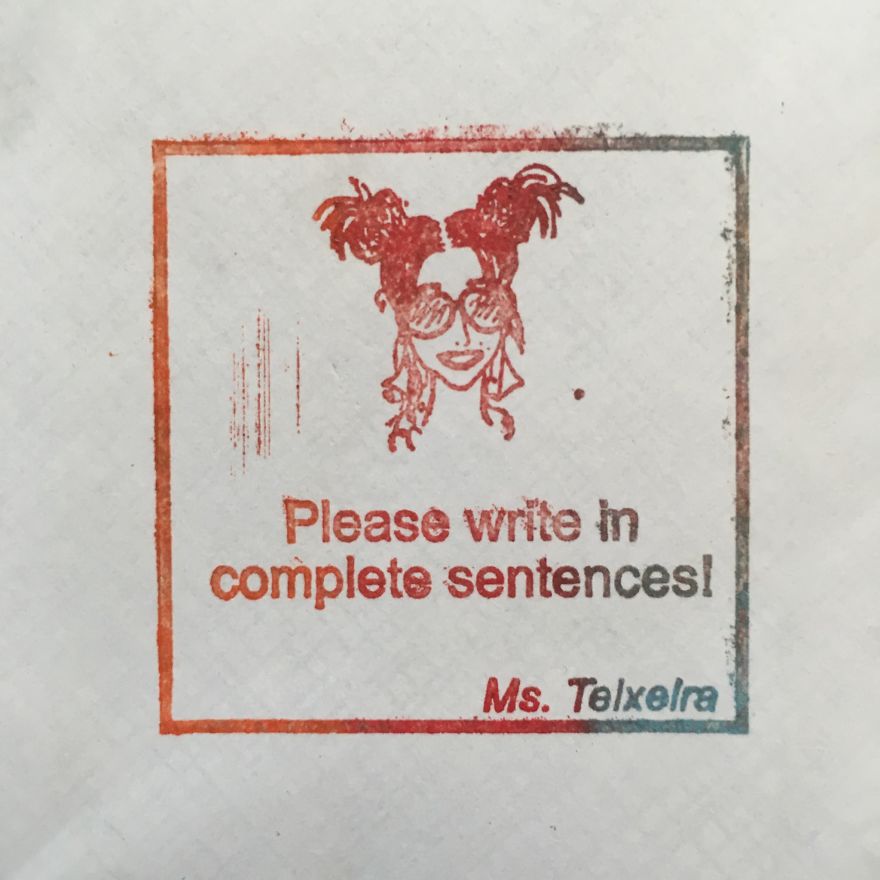 Please write in
complete sentences!
Ms. Teixeira